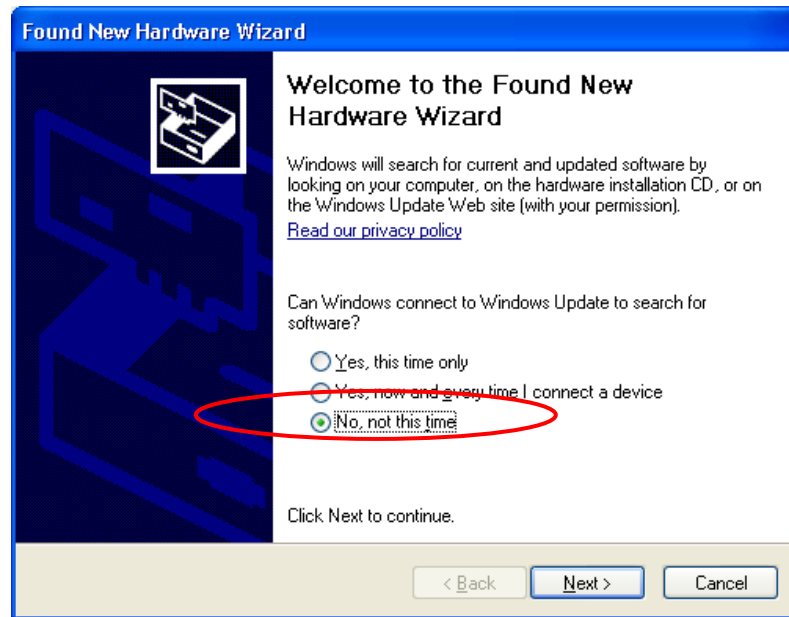 Found New Hardware Wizard
Welcome to the Found New
Hardware Wizard
Windows will search for current and updated software by
looking on your computer, on the hardware installation CD, or on
the Windows Update Web site (with your permission).
Read our privacy policy
Can Windows connect to Windows Update to search for
software?
Yes, this time only
Yes, now and every time I connect a device
No, not this time
Click Next to continue.
< Back Next > Cancel